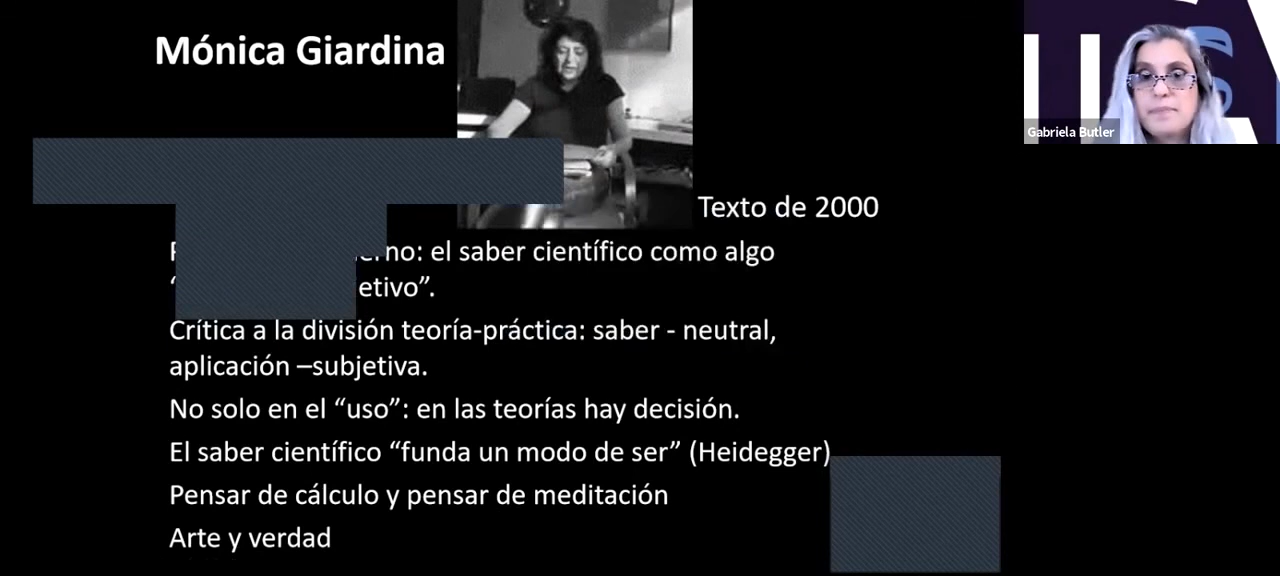 Mónica Giardina
Gabriela Butler
Texto de 2000
el saber científico como algo
Crítica a la división teoría-práctica: saber - neutral,
aplicación –subjetiva.
No solo en el “uso”: en las teorías hay decisión.
El saber científico “funda un modo de ser” (Heidegger)
Pensar de cálculo y pensar de meditación
Arte y verdad